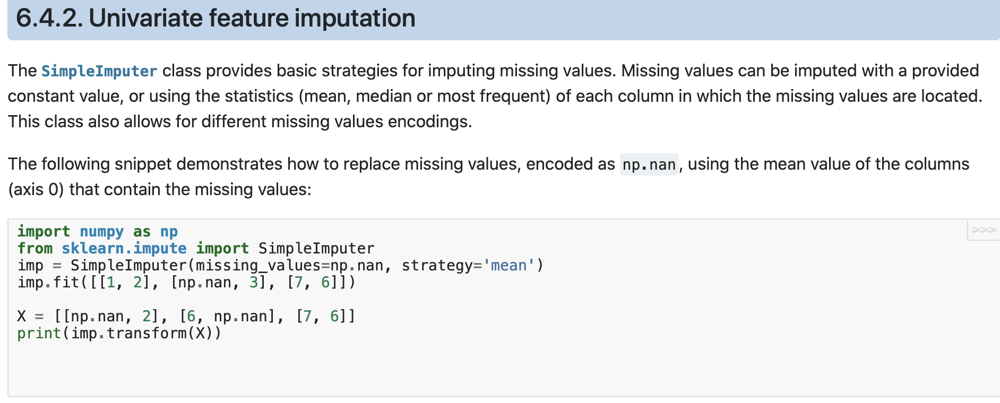 6.4.2. Univariate feature imputation
The SimpleImputer class provides basic strategies for imputing missing values. Missing values can be imputed with a provided
constant value, or using the statistics (mean, median or most frequent) of each column in which the missing values are located.
This class also allows for different missing values encodings.
The following snippet demonstrates how to replace missing values, encoded as np.nan, using the mean value of the columns
(axis 0) that contain the missing values:
>>>
import numpy as np
from sklearn.impute import SimpleImputer
imp = SimpleImputer(missing_values=np.nan, strategy='mean')
imp.fit([[1, 2], [np.nan, 3], [7, 6]])
X = [[np.nan, 2], [6, np.nan], [7, 6]]
print(imp.transform(X))